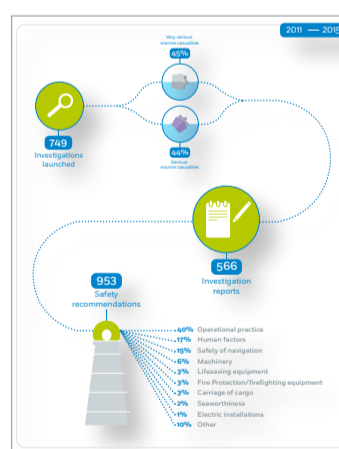 2011 — 2015
Very serious
marine casualties
45%
749
Investigations
launched
44%
Serious
marine casualties
566
Investigation
reports
953
Safety
recommendations
40% Operational practice
17% Human factors
15% Safety of navigation
6% Machinery
3% Lifesaving equipment
3% Fire Protection/firefighting equipment
3% Carriage of cargo
2% Seaworthiness
1% Electric installations
10% Other